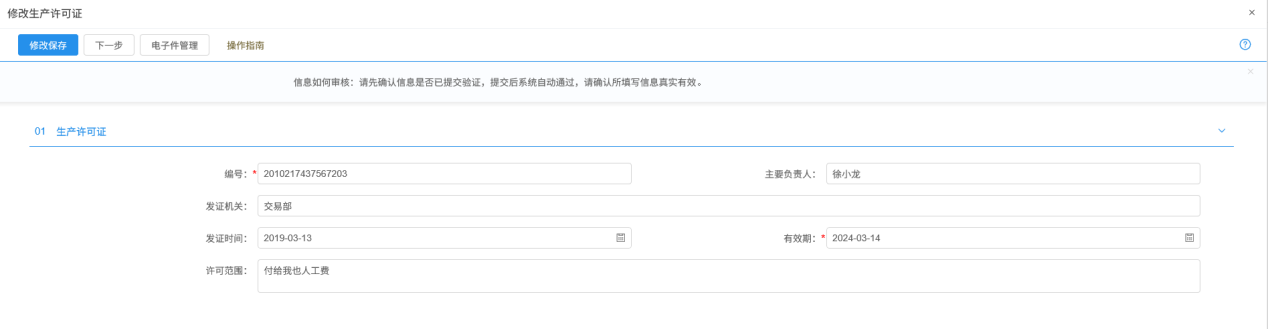 修改生产许可证 ×
修改保存 下一步 电子件管理 操作指南 ?
信息如何审核：请先确认信息是否已提交验证，提交后系统自动通过，请确认所填写信息真实有效。 ×
01 生产许可证
编号：* 2010217437567203 主要负责人： 徐小龙
发证机关： 交易部
发证时间： 2019-03-13 有效期：* 2024-03-14
许可范围： 付给我也人工费